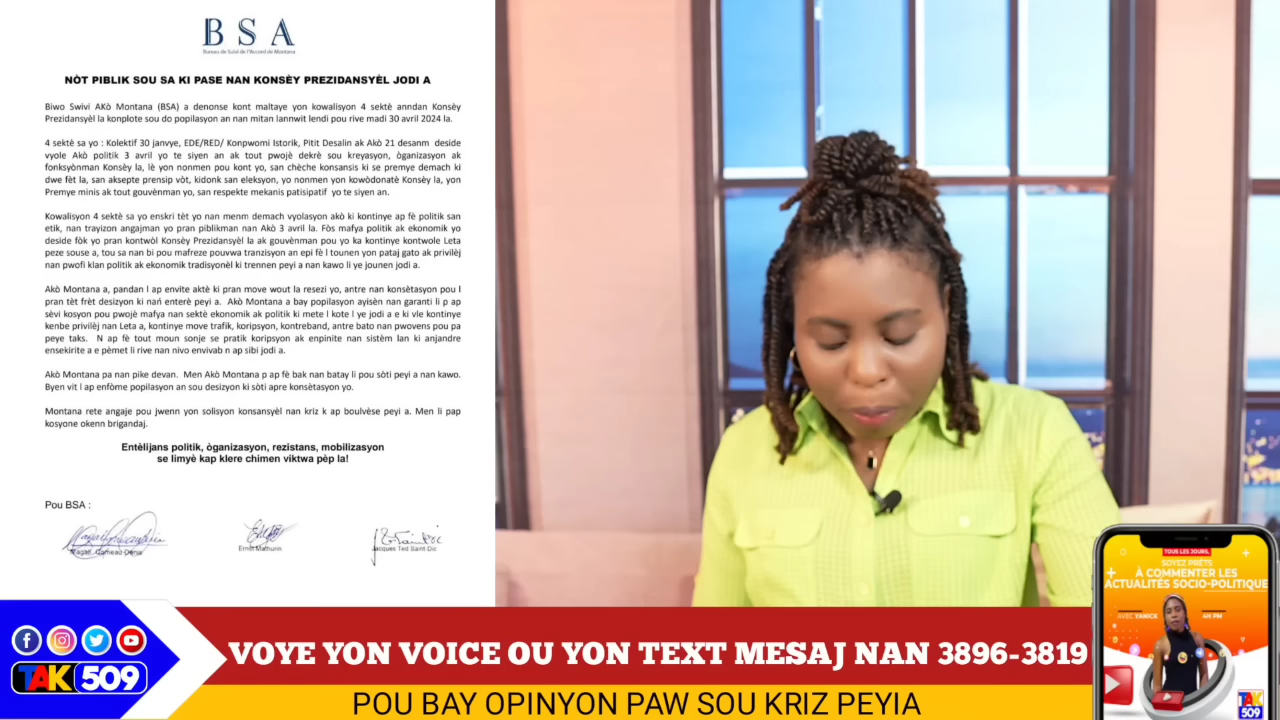 BSA
Bureau de Suivi de l'Accord de Montana
NÒT PIBLIK SOU SA KI PASE NAN KONSÈY PREZIDANSYÈL JODI A
Biwo Swivi AKò Montana (BSA) a denonse kont maltaye yon kowalisyon 4 sektè anndan Konsèy
Prezidansyèl la konplote sou do popilasyon an nan mitan lannwit lendi pou rive madi 30 avril 2024 la.
4 sektè sa yo : Kolektif 30 janvye, EDE/RED/ Konpwomi Istorik, Pitit Desalin ak Akò 21 desanm deside
vyole Akò politik 3 avril yo te siyen an ak tout pwojè dekrè sou kreyasyon, òganizasyon ak
fonksyònman Konsèy la, lè yon nonmen pou kont yo, san chèche konsansis ki se premye demach ki
dwe fèt la, san aksepte prensip vòt, kidonk san eleksyon, yo nonmen yon kowòdonatè Konsèy la, yon
Premye minis ak tout gouvènman yo, san respekte mekanis patisipatif yo te siyen an.
Kowalisyon 4 sektè sa yo enskri tèt yo nan menm demach vyolasyon akò ki kontinye ap fè politik san
etik, nan trayizon angajman yo pran piblikman nan Akò 3 avril la. Fòs mafya politik ak ekonomik yo
deside fòk yo pran kontwòl Konsèy Prezidansyèl la ak gouvènman pou yo ka kontinye kontwole Leta
peze souse a, tou sa nan bi pou mafreze pouvwa tranzisyon an epi fè l tounen yon pataj gato ak privilèj
nan pwofi klan politik ak ekonomik tradisyonèl ki trennen peyi a nan kawo li ye jounen jodi a.
Akò Montana a, pandan l ap envite aktè ki pran move wout la resezi yo, antre nan konsètasyon pou l
pran tèt frèt desizyon ki nan enterè peyi a. Akò Montana a bay popilasyon ayisèn nan garanti li p ap
sèvi kosyon pou pwojè mafya nan sektè ekonomik ak politik ki mete l kote l ye jodi a e ki vle kontinye
kenbe privilèj nan Leta a, kontinye move trafik, koripsyon, kontreband, antre bato nan pwovens pou pa
peye taks. N ap fè tout moun sonje se pratik koripsyon ak enpinite nan sistèm lan ki anjandre
ensekirite a e pèmet li rive nan nivo envivab n ap sibi jodi a.
Akò Montana pa nan pike devan. Men Akò Montana p ap fè bak nan batay li pou sòti peyi a nan kawo.
Byen vit l ap enfòme popilasyon an sou desizyon ki sòti apre konsètasyon yo.
Montana rete angaje pou jwenn yon solisyon konsansyèl nan kriz k ap boulvèse peyi a. Men li pap
kosyone okenn brigandaj.
Entèlijans politik, òganizasyon, rezistans, mobilizasyon
se limyè kap klere chimen viktwa pèp la!
Pou BSA :
Magali Comeau Denis
Ernst Mathurin
Jacques Ted Saint-Dic
TOUS LES JOURS,
SOYEZ PRÊTS
À COMMENTER LES
ACTUALITÉS SOCIO-POLITIQUE
AVEC YANICK
4H PM
TAK
509
TAK 509
VOYE YON VOICE OU YON TEXT MESAJ NAN 3896-3819
POU BAY OPINYON PAW SOU KRIZ PEYIA